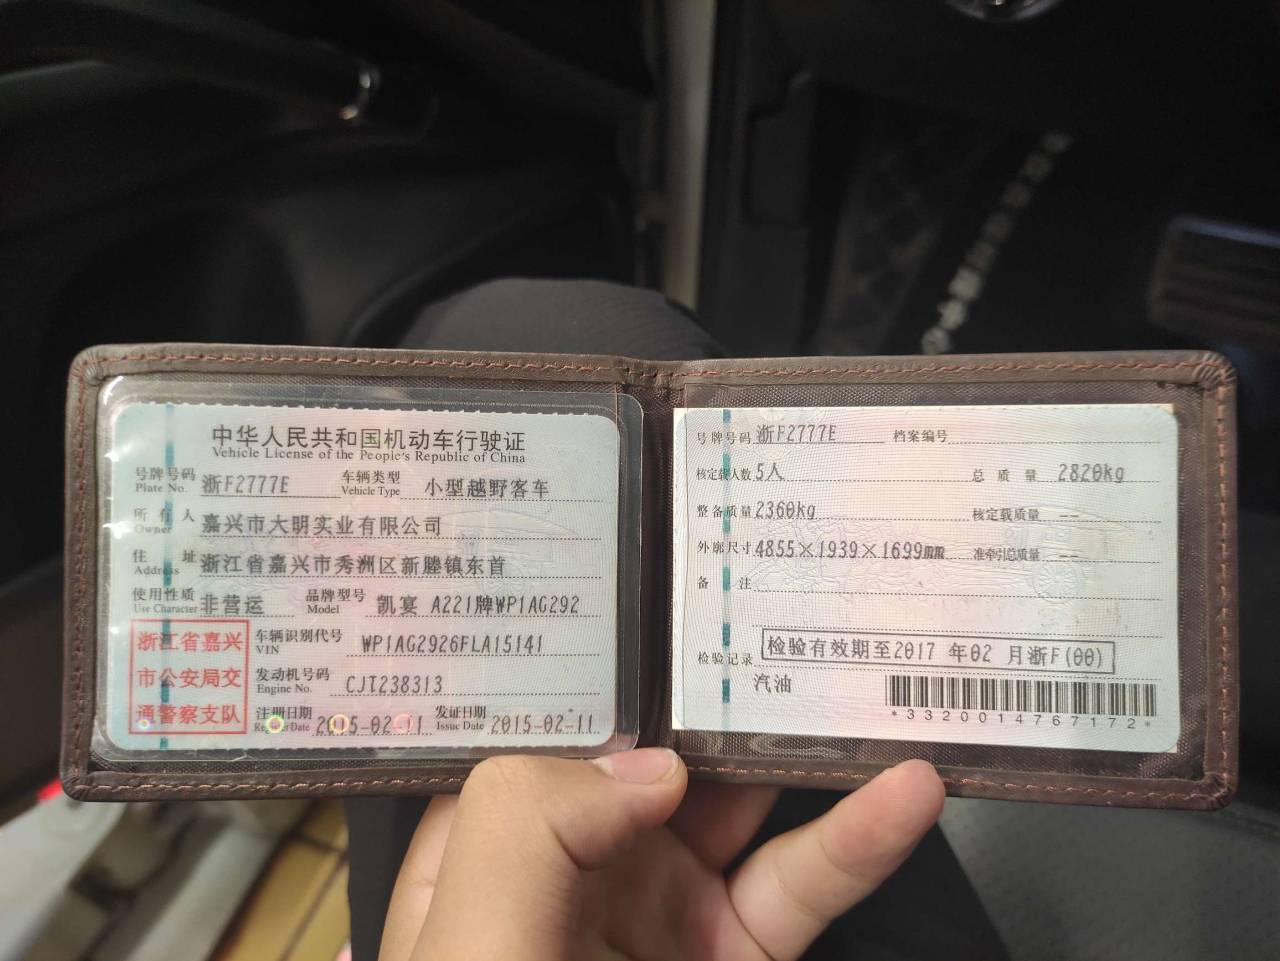 中华人民共和国机动车行驶证
Vehicle License of the People's Republic of China
号牌号码 浙F2777E 车辆类型 小型越野客车
Plate No. Vehicle Type
所有人 嘉兴市大明实业有限公司
Owner
住址 浙江省嘉兴市秀洲区新塍镇东首
Address
使用性质 非营运 品牌型号 凯宴 A221牌WP1AG292
Use Character Model
浙江省嘉兴
市公安局交
通警察支队
车辆识别代号 WP1AG2926FLA15141
VIN
发动机号码 CJT238313
Engine No.
注册日期 2015-02-11 发证日期 2015-02-11
Register Date Issue Date
号牌号码 浙F2777E 档案编号
核定载人数 5人 总质量 2820kg
整备质量 2360kg 核定载质量 --
外廓尺寸 4855×1939×1699mm 准牵引总质量 --
备注
检验记录 检验有效期至2017 年02 月浙F(00)
汽油
*3320014767172*